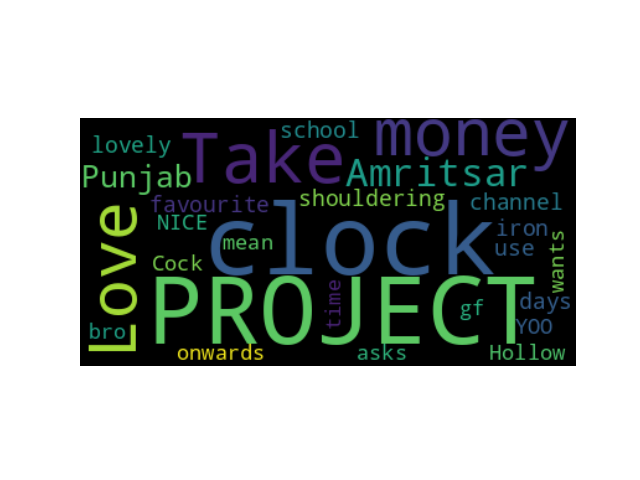 school
money
lovely
Take
Punjab
Amritsar
favourite
shouldering
channel
NICE
clock
iron
mean
use
Love
Cock
wants
PROJECT
time
gf
days
bro
YOO
onwards
asks
Hollow